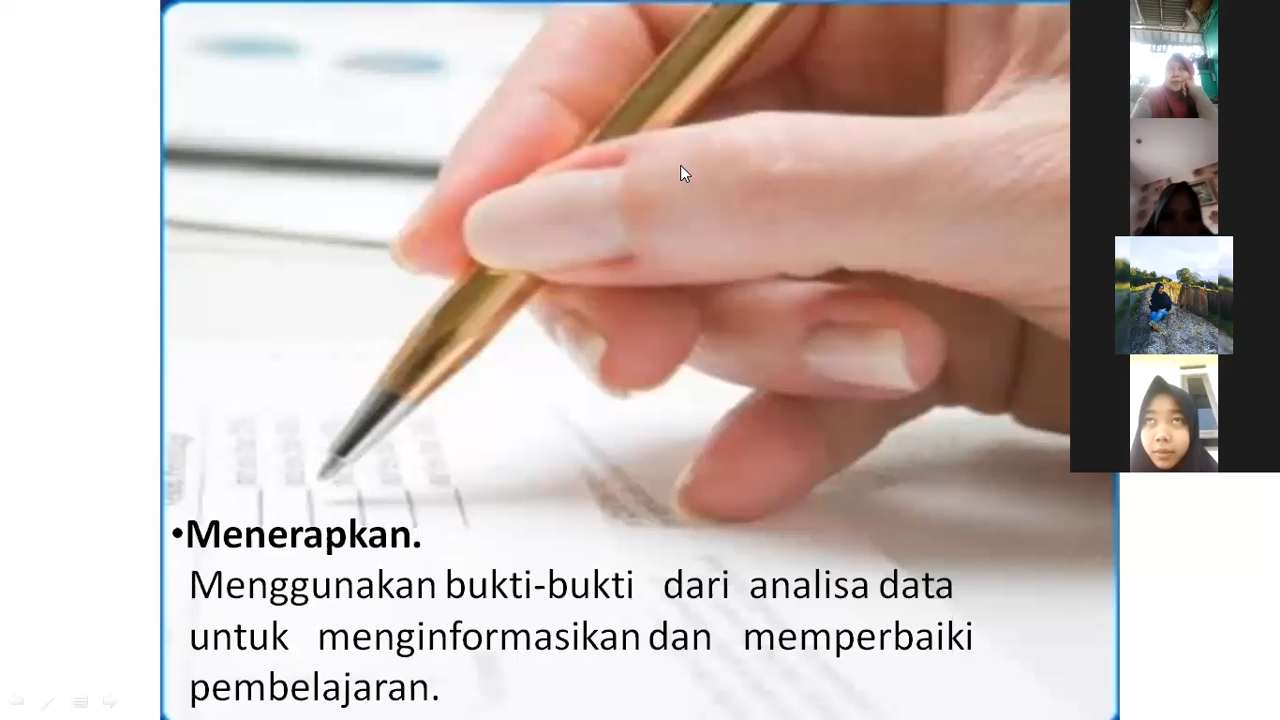 •Menerapkan.
Menggunakan bukti-bukti dari analisa data
untuk menginformasikan dan memperbaiki
pembelajaran.